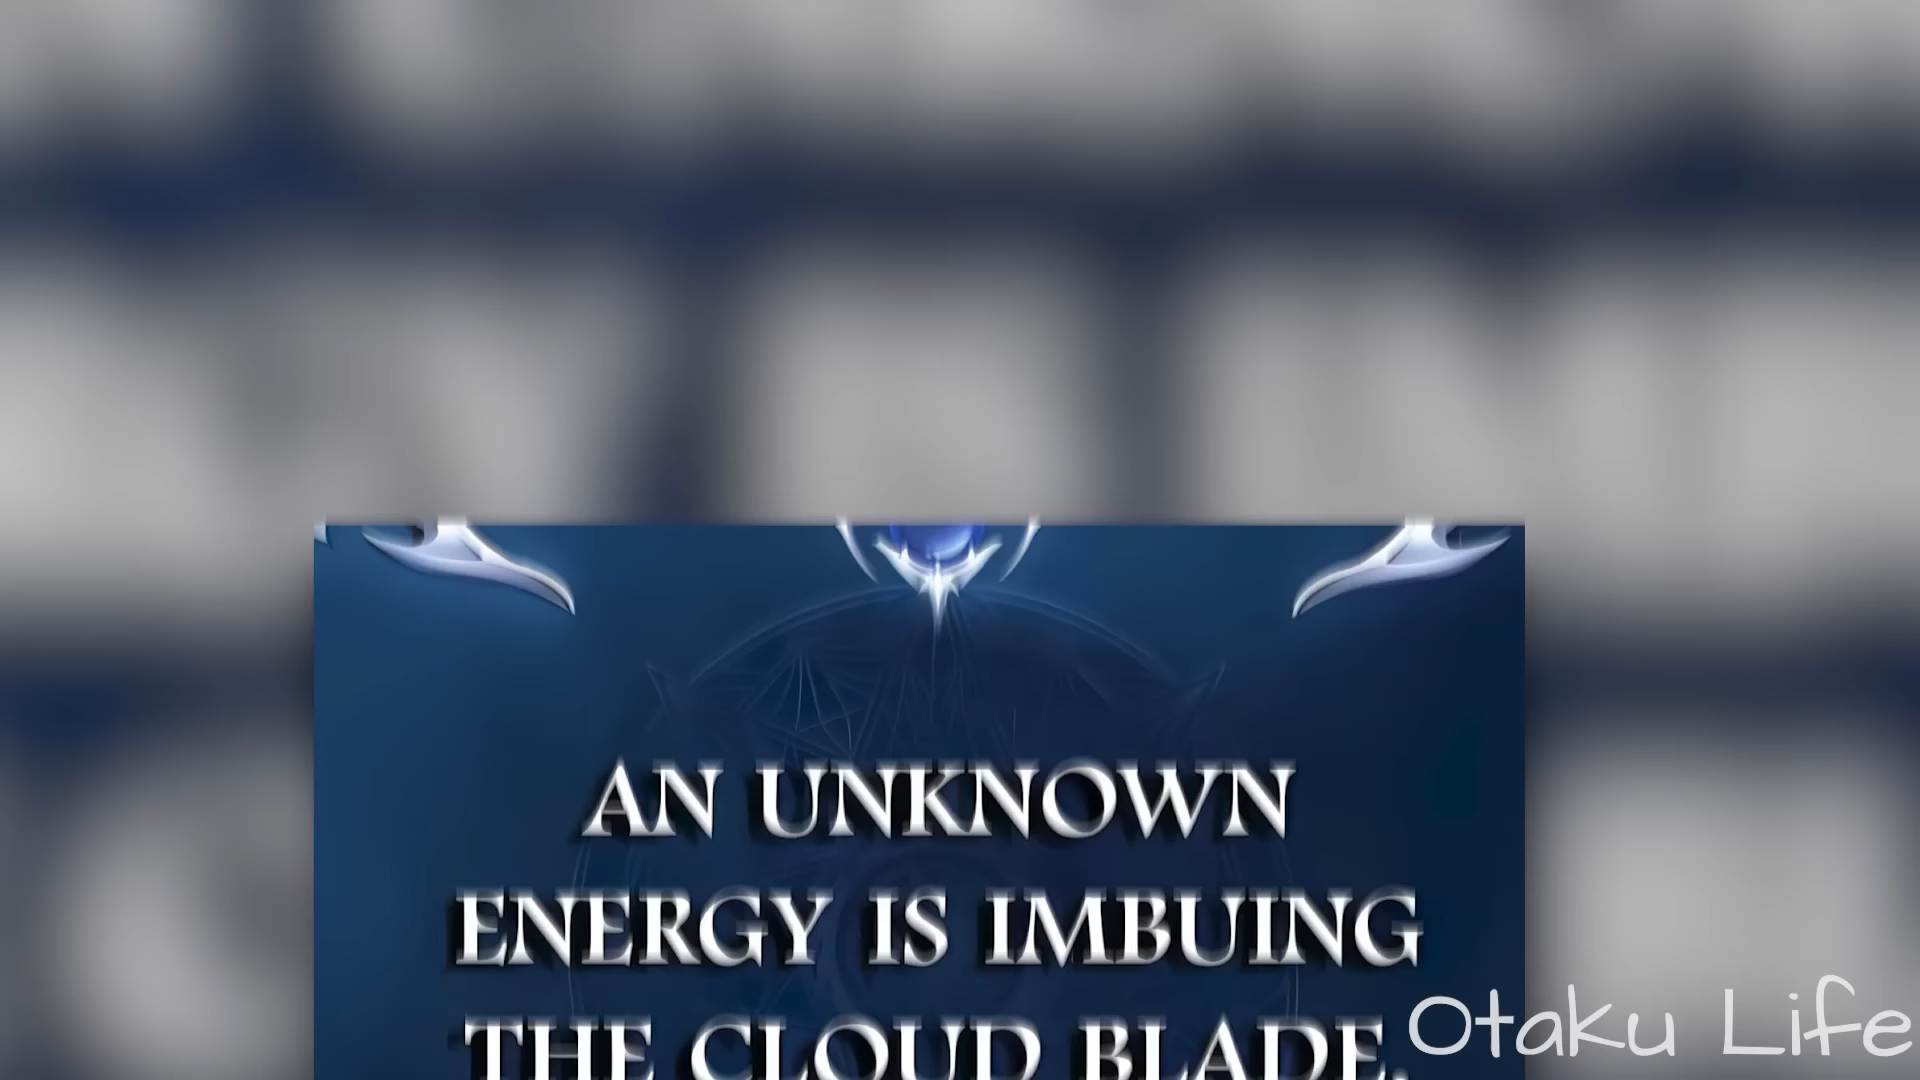 AN UNKNOWN
ENERGY IS IMBUING
THE CLOUD BLADE.
Otaku Life